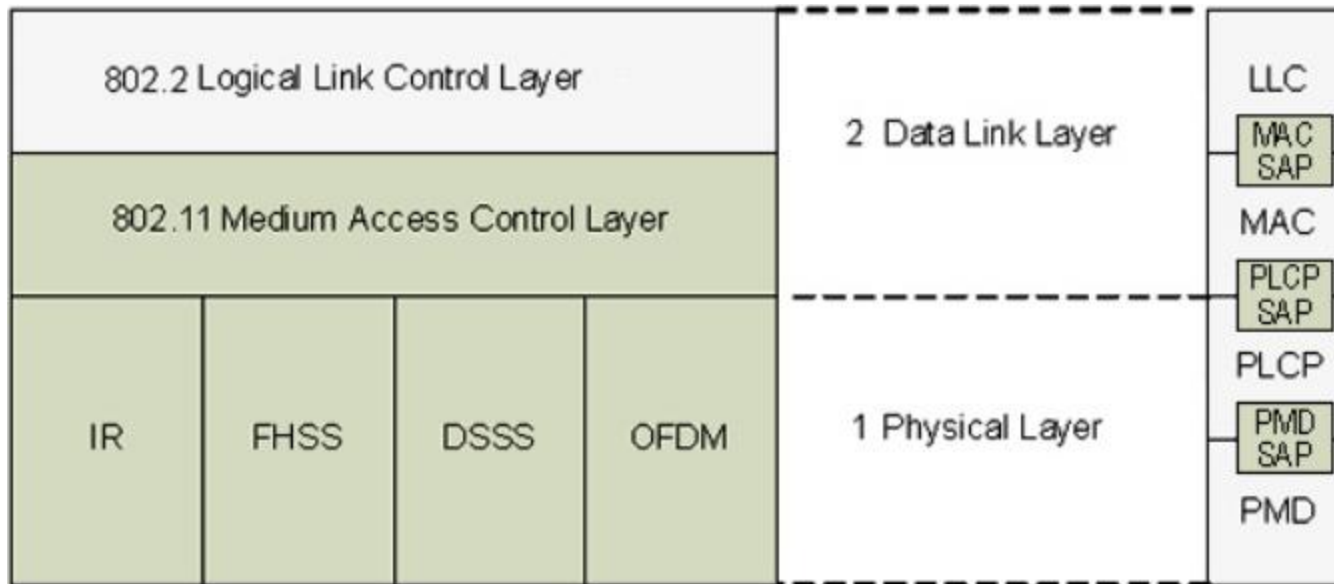 802.2 Logical Link Control Layer
802.11 Medium Access Control Layer
IR
FHSS
DSSS
OFDM
2 Data Link Layer
1 Physical Layer
LLC
MAC
SAP
MAC
PLCP
SAP
PLCP
PMD
SAP
PMD